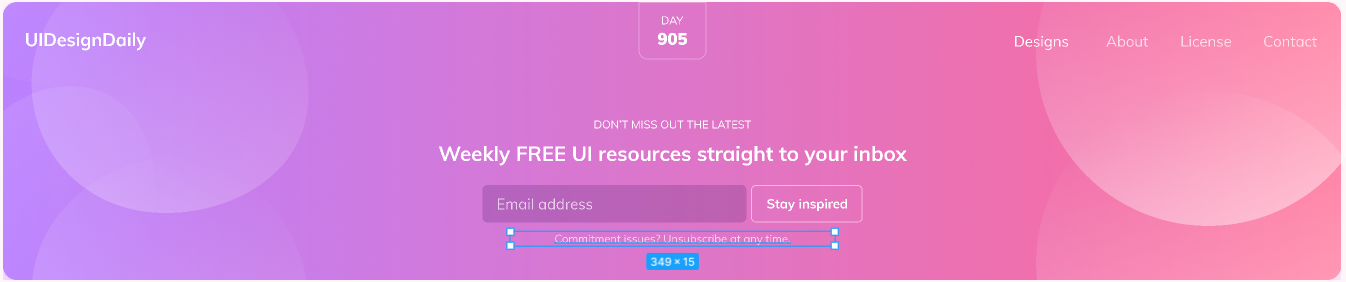 UIDesignDaily
DAY
905
Designs About License Contact
DON'T MISS OUT THE LATEST
Weekly FREE UI resources straight to your inbox
Email address
Stay inspired
Commitment issues? Unsubscribe at any time.
349 × 15